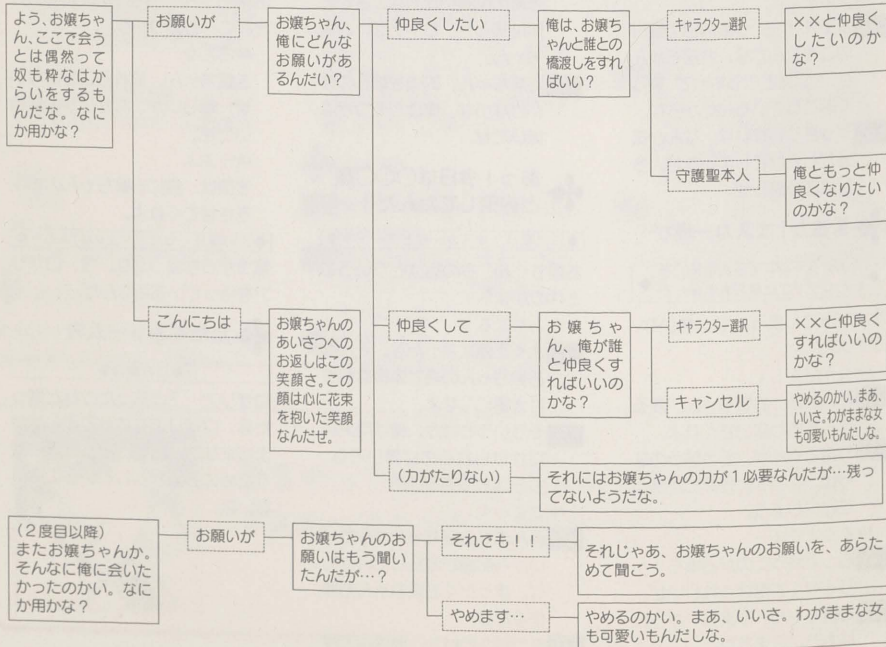 よう、お嬢ちゃ
ん、ここで会う
とは偶然って
奴も粋なはか
らいをするも
んだな。なに
か用かな？
お願いが
お嬢ちゃん、
俺にどんな
お願いがあ
るんだい？
仲良くしたい
俺は、お嬢ち
ゃんと誰との
橋渡しをすれ
ばいい？
キャラクター選択
××と仲良く
したいのか
な？
守護聖本人
俺ともっと仲
良くなりたい
のかな？
こんにちは
お嬢ちゃんの
あいさつへの
お返しはこの
笑顔さ。この
顔は心に花束
を抱いた笑顔
なんだぜ。
仲良くして
お嬢ちゃ
ん、俺が誰
と仲良くす
ればいいの
かな？
キャラクター選択
××と仲良く
すればいいの
かな？
キャンセル
やめるのかい。まあ、
いいさ。わがままな女
も可愛いもんだしな。
（力がたりない）
それにはお嬢ちゃんの力が１必要なんだが…残っ
てないようだな。
（２度目以降）
またお嬢ちゃんか。
そんなに俺に会いた
かったのかい。なに
か用かな？
お願いが
お嬢ちゃんのお
願いはもう聞い
たんだが…？
それでも！！
それじゃあ、お嬢ちゃんのお願いを、あらた
めて聞こう。
やめます…
やめるのかい。まあ、いいさ。わがままな女
も可愛いもんだしな。